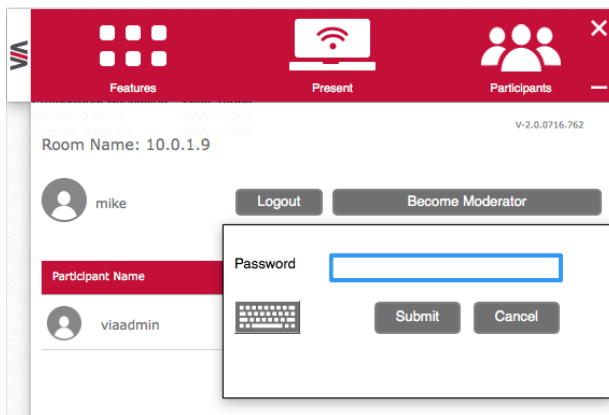 Features
Present
Participants
V-2.0.0716.762
Room Name: 10.0.1.9
mike
Logout
Become Moderator
Password
Participant Name
Submit
Cancel
viaadmin